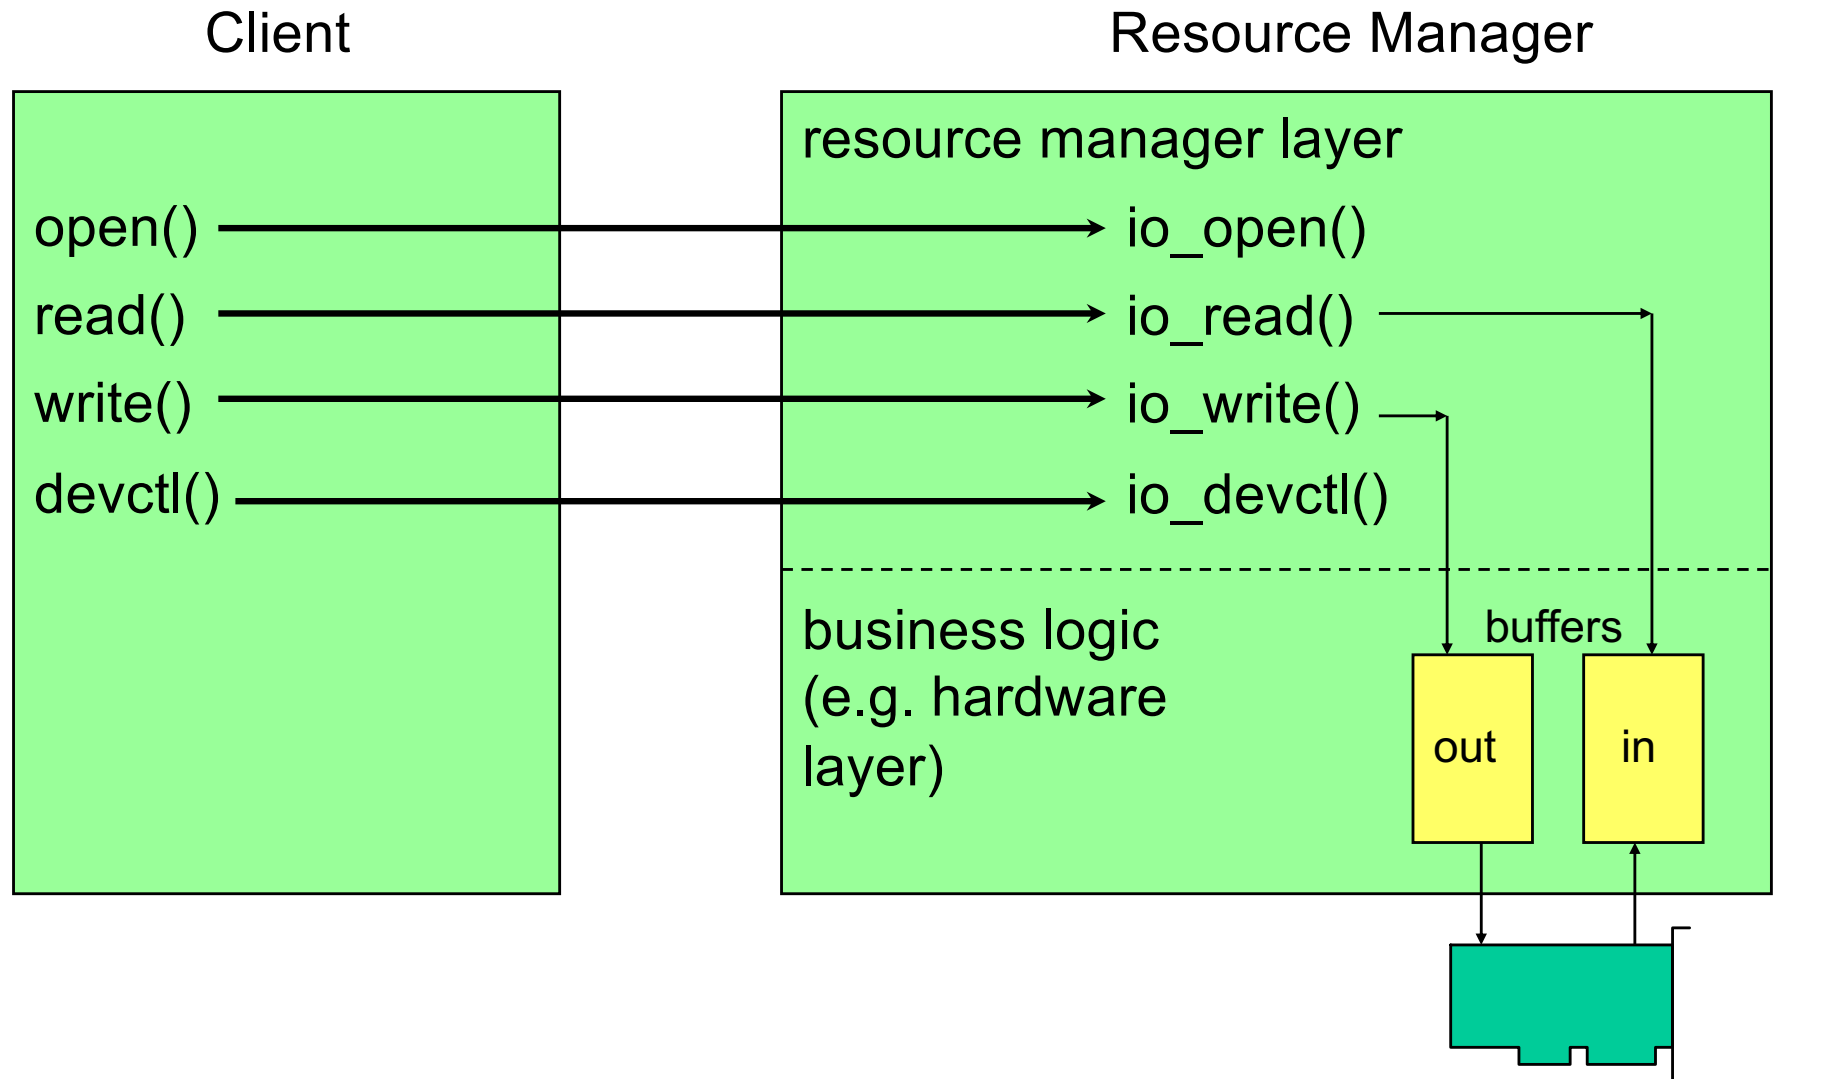 Client
Resource Manager
resource manager layer
open()
io_open()
read()
io_read()
write()
io_write()
devctl()
io_devctl()
business logic
(e.g. hardware
layer)
buffers
out
in